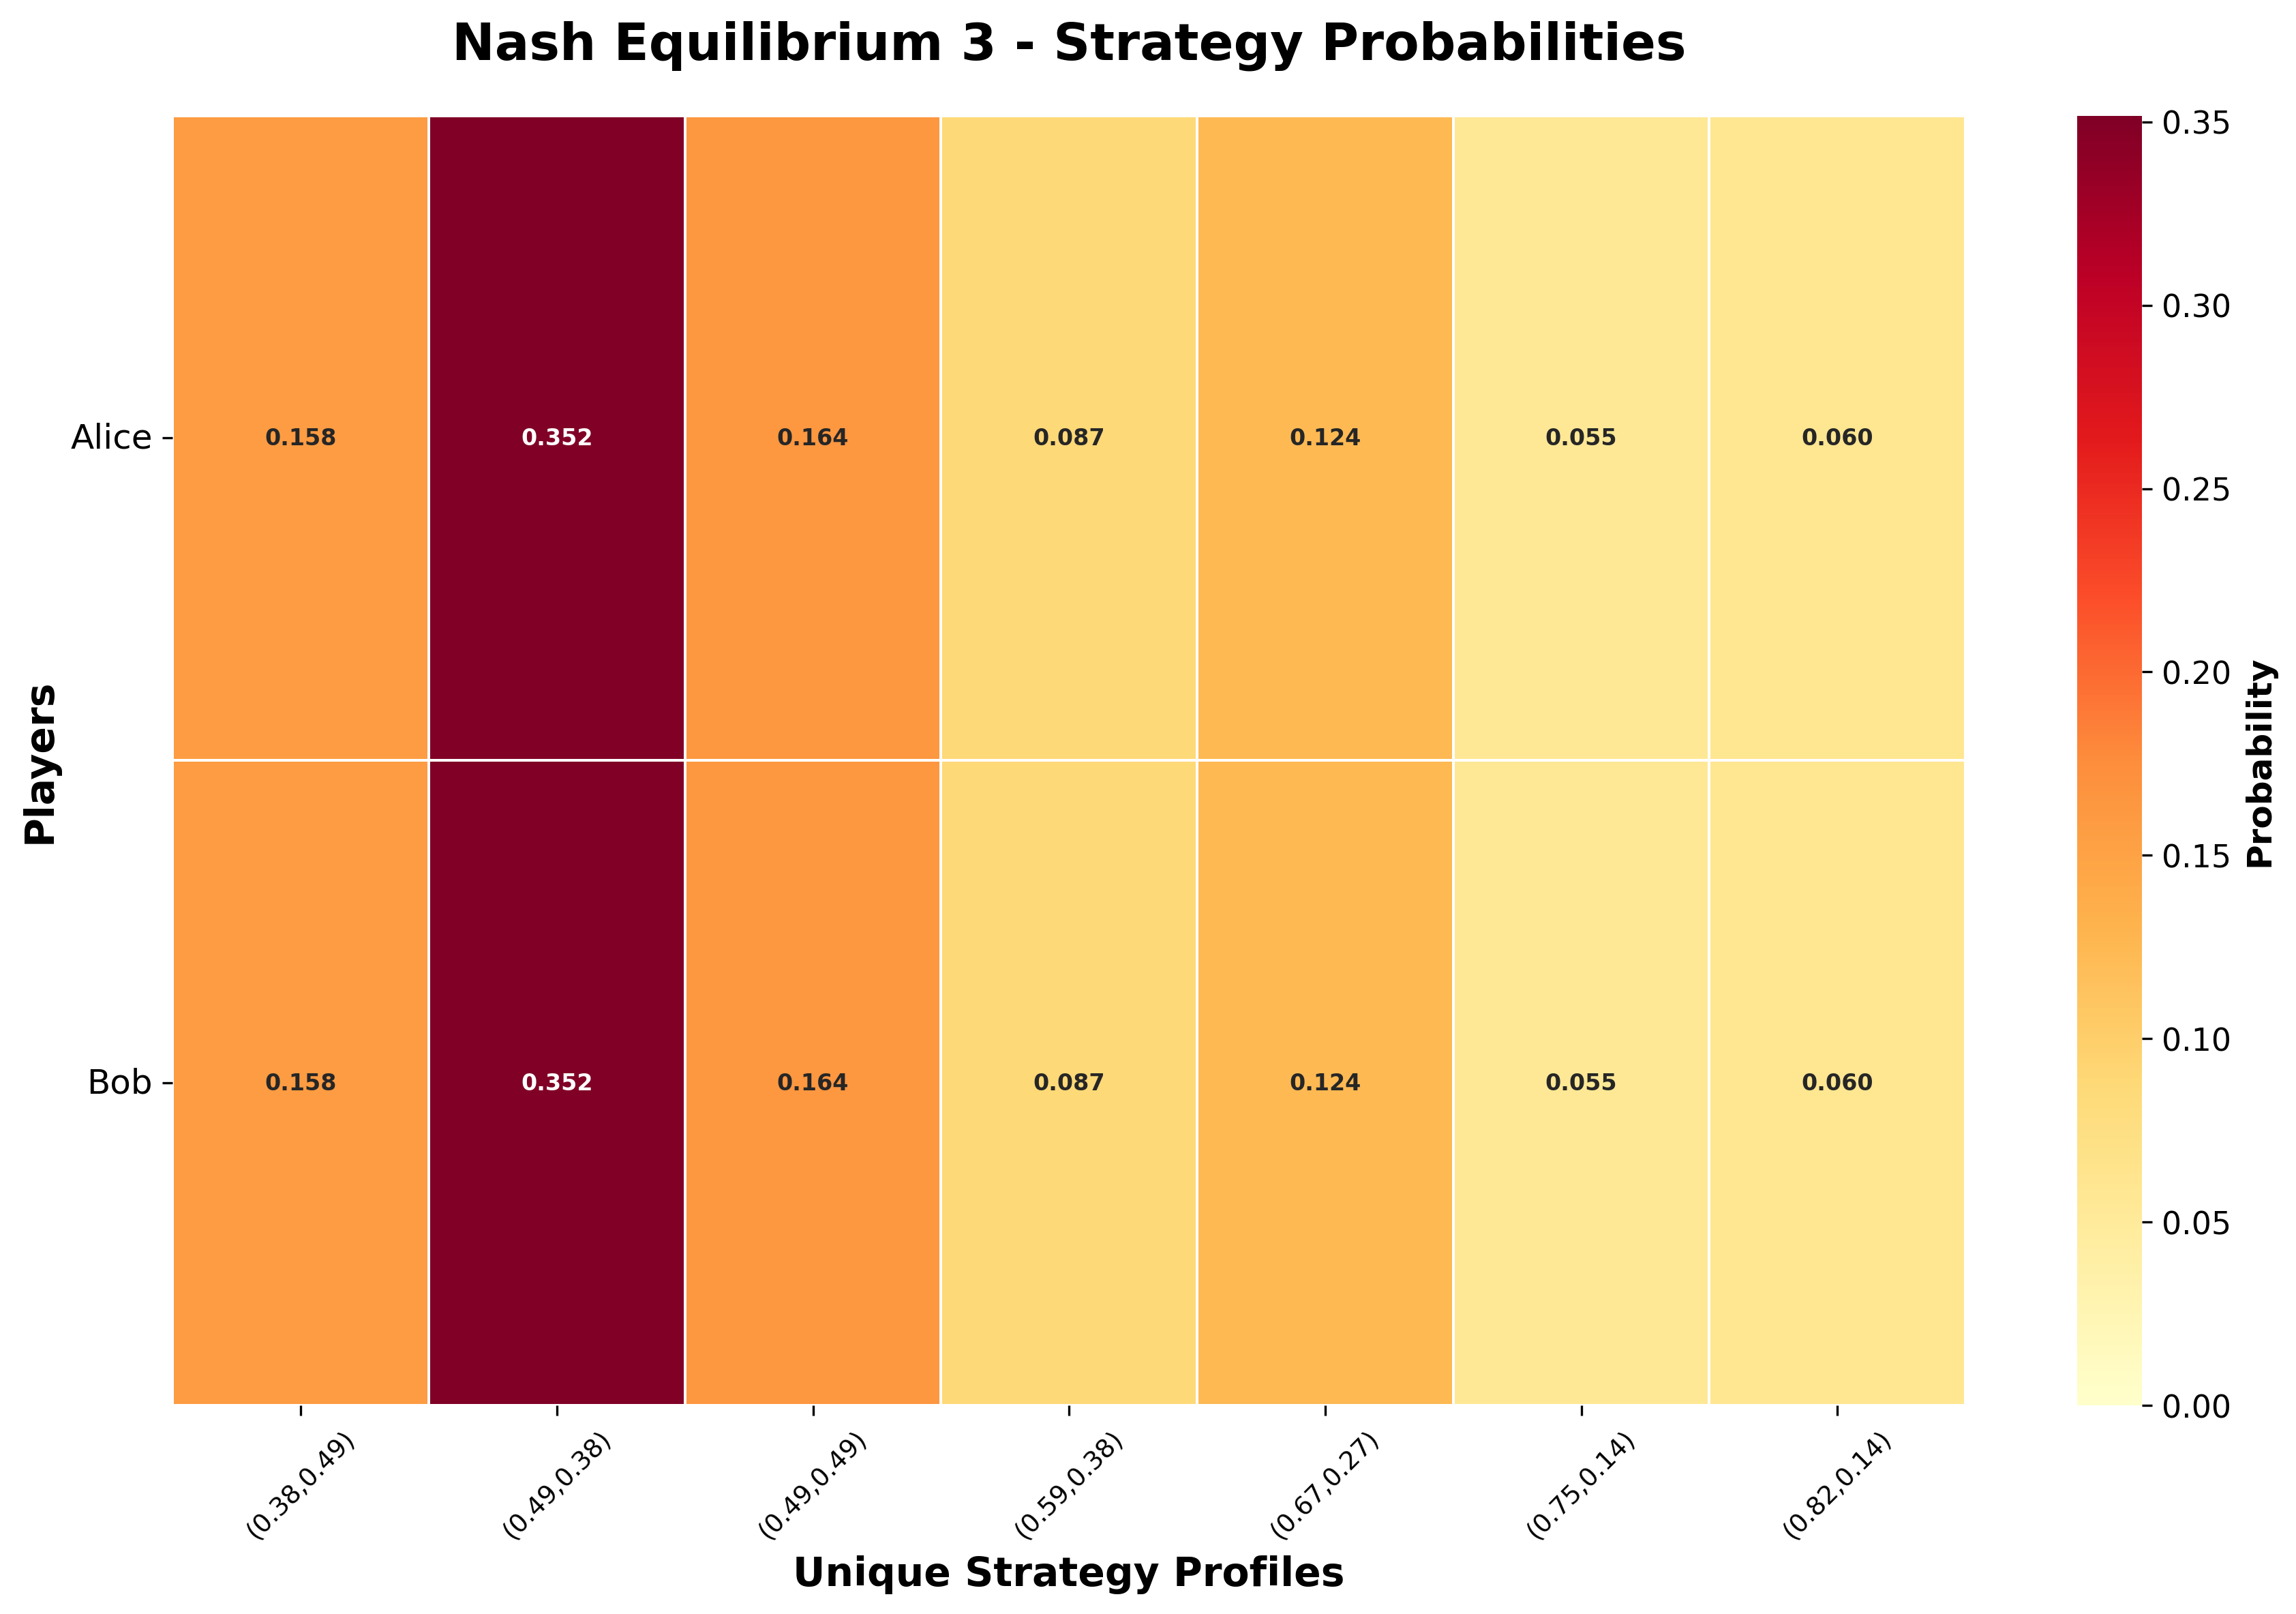 Nash Equilibrium 3 - Strategy Probabilities
Players
Alice
0.158 0.352 0.164 0.087 0.124 0.055 0.060
Bob
0.158 0.352 0.164 0.087 0.124 0.055 0.060
(0.38,0.49) (0.49,0.38) (0.49,0.49) (0.59,0.38) (0.67,0.27) (0.75,0.14) (0.82,0.14)
Unique Strategy Profiles
0.35
0.30
0.25
0.20
0.15
0.10
0.05
0.00
Probability